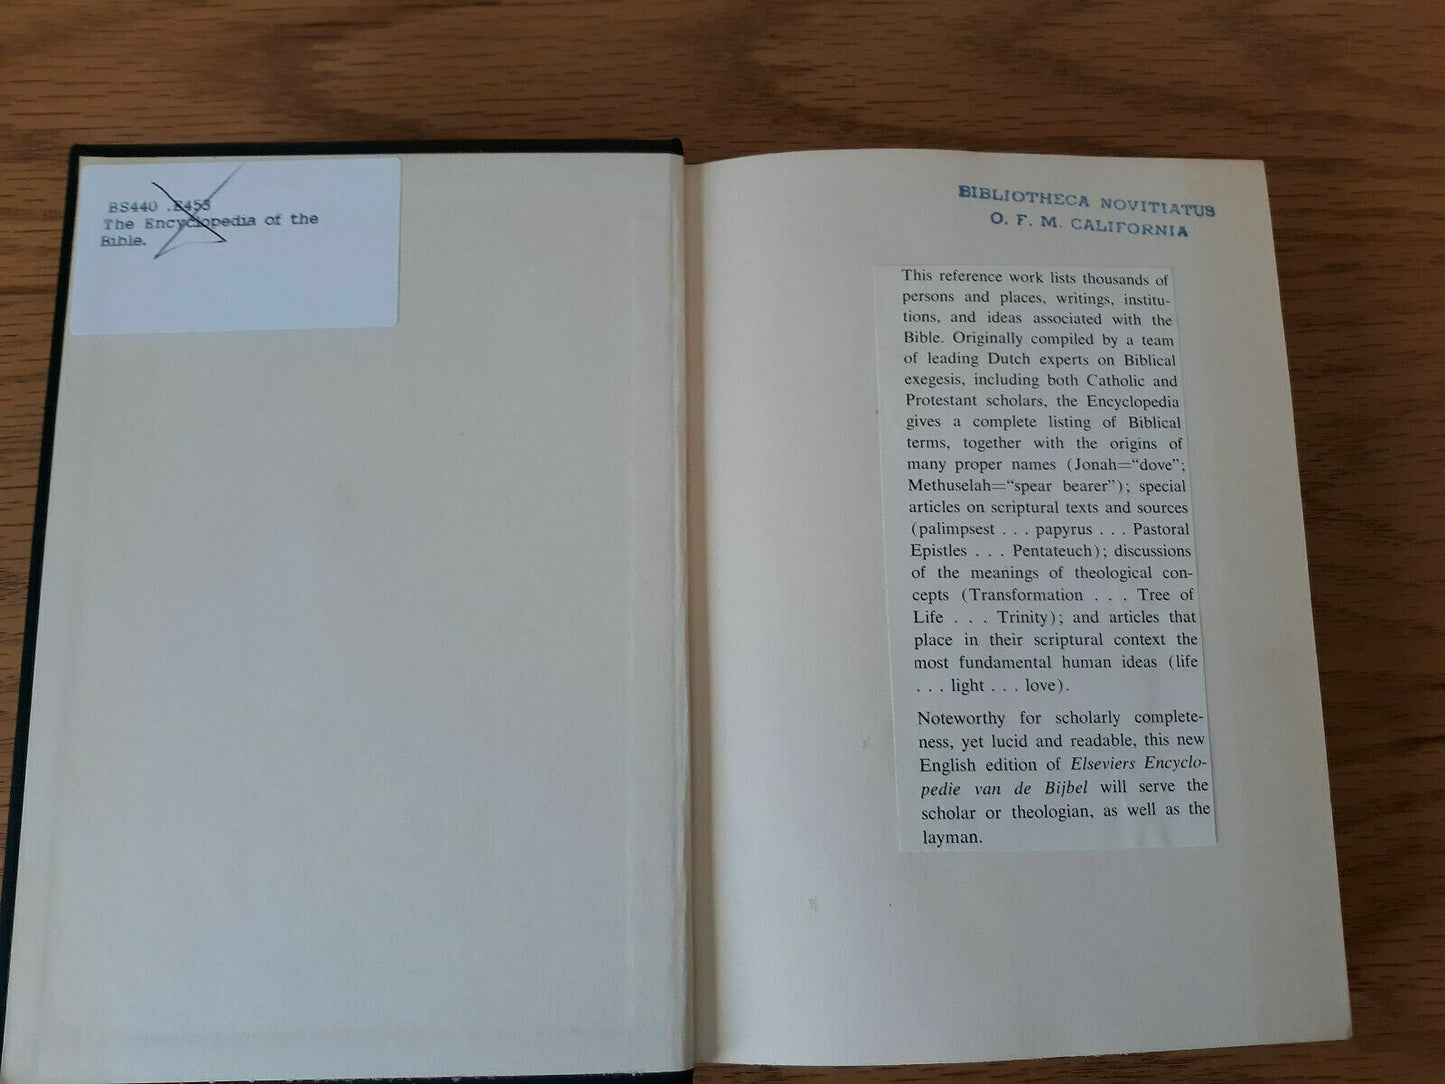 BS440 .E453
The Encyclopedia of the
Bible.
BIBLIOTHECA NOVITIATUS
O. F. M. CALIFORNIA
This reference work lists thousands of
persons and places, writings, institu-
tions, and ideas associated with the
Bible. Originally compiled by a team
of leading Dutch experts on Biblical
exegesis, including both Catholic and
Protestant scholars, the Encyclopedia
gives a complete listing of Biblical
terms, together with the origins of
many proper names (Jonah=“dove”;
Methuselah=“spear bearer”); special
articles on scriptural texts and sources
(palimpsest . . . papyrus . . . Pastoral
Epistles . . . Pentateuch); discussions
of the meanings of theological con-
cepts (Transformation . . . Tree of
Life . . . Trinity); and articles that
place in their scriptural context the
most fundamental human ideas (life
. . . light . . . love).
Noteworthy for scholarly complete-
ness, yet lucid and readable, this new
English edition of Elseviers Encyclo-
pedie van de Bijbel will serve the
scholar or theologian, as well as the
layman.